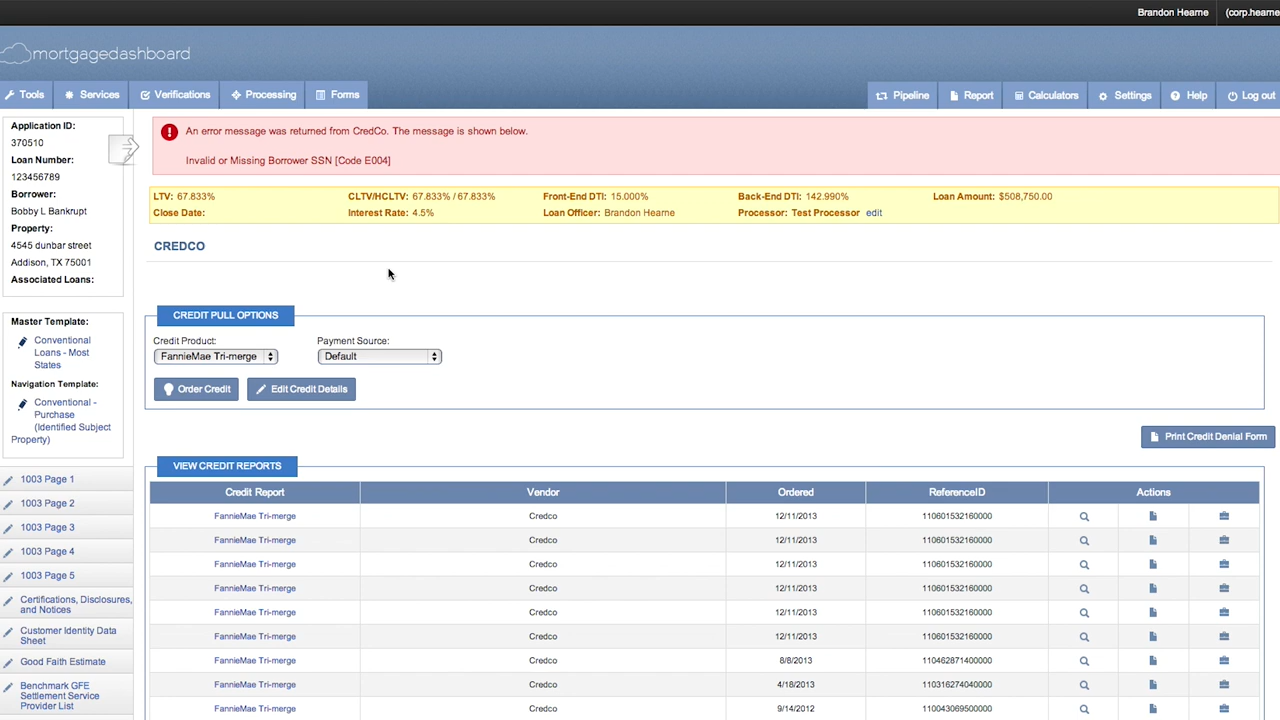 Brandon Hearne (corp.hearne
mortgagedashboard
Tools Services Verifications Processing Forms Pipeline Report Calculators Settings Help Log out
Application ID:
370510
Loan Number:
123456789
Borrower:
Bobby L Bankrupt
Property:
4545 dunbar street
Addison, TX 75001
Associated Loans:
Master Template:
Conventional
Loans - Most
States
Navigation Template:
Conventional -
Purchase
(Identified Subject
Property)
1003 Page 1
1003 Page 2
1003 Page 3
1003 Page 4
1003 Page 5
Certifications, Disclosures,
and Notices
Customer Identity Data
Sheet
Good Faith Estimate
Benchmark GFE
Settlement Service
Provider List
An error message was returned from CredCo. The message is shown below.
Invalid or Missing Borrower SSN [Code E004]
LTV: 67.833% CLTV/HCLTV: 67.833% / 67.833% Front-End DTI: 15.000% Back-End DTI: 142.990% Loan Amount: $508,750.00
Close Date: Interest Rate: 4.5% Loan Officer: Brandon Hearne Processor: Test Processor edit
CREDCO
CREDIT PULL OPTIONS
Credit Product: Payment Source:
FannieMae Tri-merge Default
Order Credit Edit Credit Details
Print Credit Denial Form
VIEW CREDIT REPORTS
Credit Report Vendor Ordered ReferenceID Actions
FannieMae Tri-merge Credco 12/11/2013 110601532160000
FannieMae Tri-merge Credco 12/11/2013 110601532160000
FannieMae Tri-merge Credco 12/11/2013 110601532160000
FannieMae Tri-merge Credco 12/11/2013 110601532160000
FannieMae Tri-merge Credco 12/11/2013 110601532160000
FannieMae Tri-merge Credco 12/11/2013 110601532160000
FannieMae Tri-merge Credco 8/8/2013 110462871400000
FannieMae Tri-merge Credco 4/18/2013 110316274040000
FannieMae Tri-merge Credco 9/14/2012 110043069500000